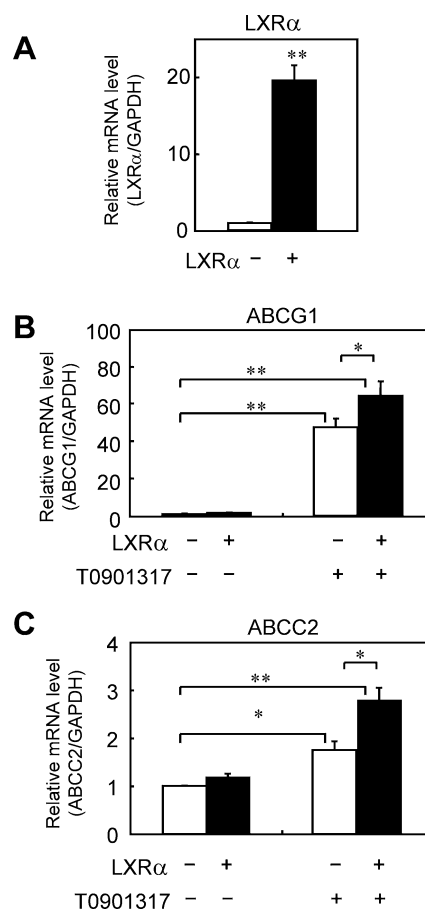 A
LXRα
Relative mRNA level
(LXRα/GAPDH)
20
10
0
**
LXRα − +
B
ABCG1
Relative mRNA level
(ABCG1/GAPDH)
100
80
60
40
20
0
*
**
**
LXRα − + − +
T0901317 − − + +
C
ABCC2
Relative mRNA level
(ABCC2/GAPDH)
4
3
2
1
0
*
**
*
LXRα − + − +
T0901317 − − + +